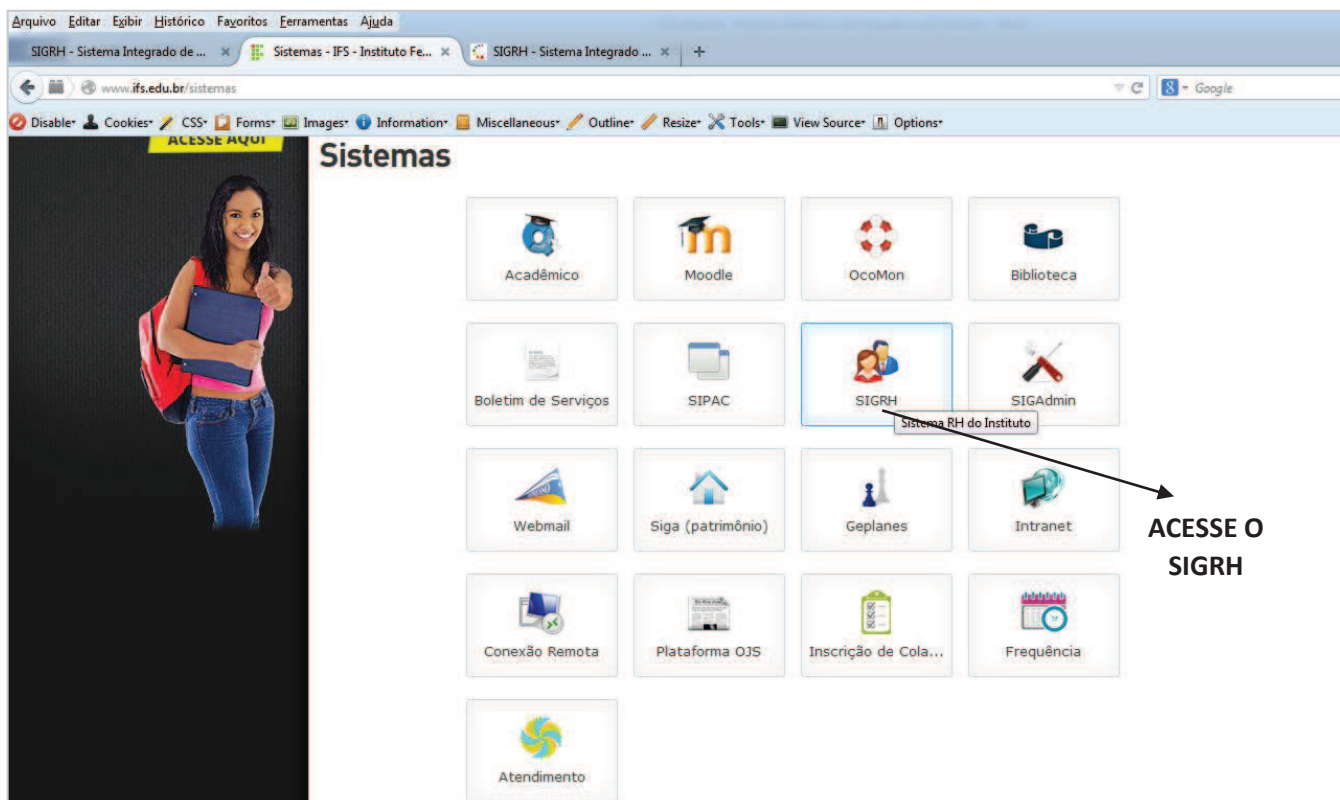 Arquivo Editar Exibir Histórico Favoritos Ferramentas Ajuda
SIGRH - Sistema Integrado de ... × Sistemas - IFS - Instituto Fe... × SIGRH - Sistema Integrado ... × +
www.ifs.edu.br/sistemas Google
Disable Cookies CSS Forms Images Information Miscellaneous Outline Resize Tools View Source Options
ACESSE AQUI
Sistemas
Acadêmico Moodle OcoMon Biblioteca
Boletim de Serviços SIPAC SIGRH SIGAdmin
Sistema RH do Instituto
Webmail Siga (patrimônio) Geplanes Intranet
ACESSE O
SIGRH
Conexão Remota Plataforma OJS Inscrição de Cola... Frequência
Atendimento